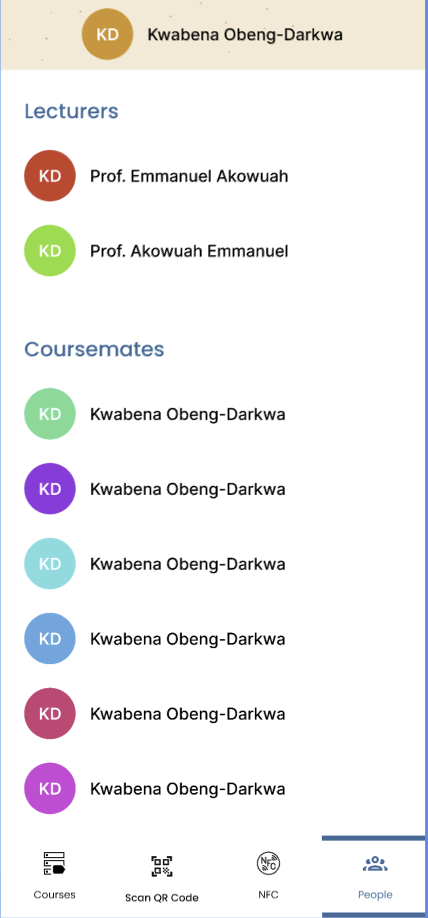 KD Kwabena Obeng-Darkwa
Lecturers
KD Prof. Emmanuel Akowuah
KD Prof. Akowuah Emmanuel
Coursemates
KD Kwabena Obeng-Darkwa
KD Kwabena Obeng-Darkwa
KD Kwabena Obeng-Darkwa
KD Kwabena Obeng-Darkwa
KD Kwabena Obeng-Darkwa
KD Kwabena Obeng-Darkwa
NFC
Courses Scan QR Code NFC People